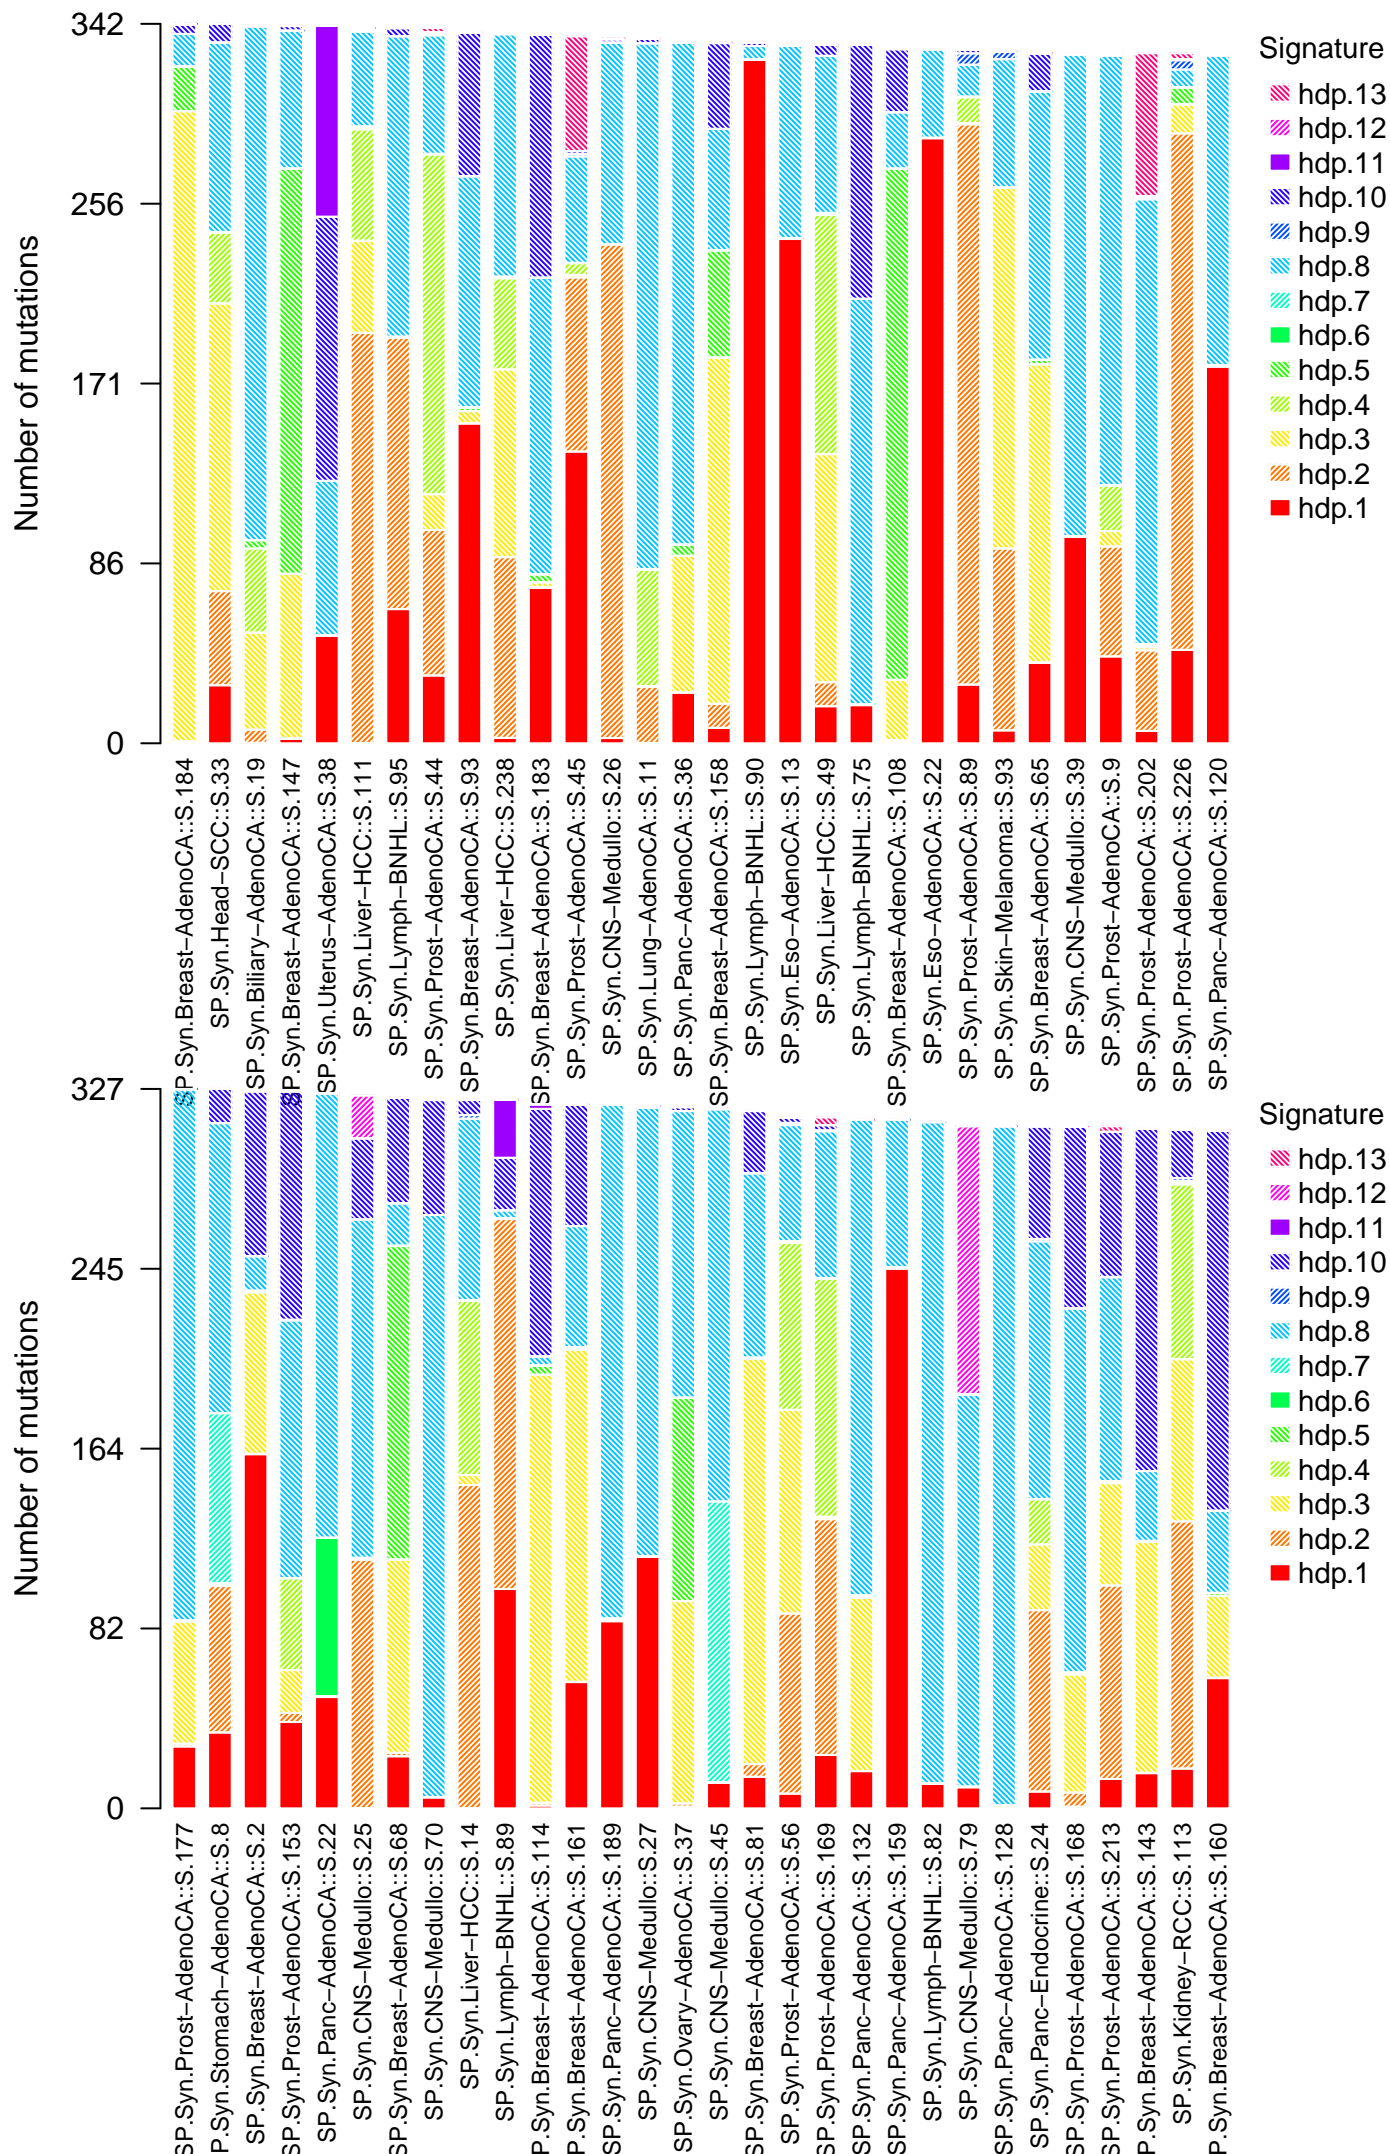 Number of mutations
342
256
171
86
0
Signature
hdp.13
hdp.12
hdp.11
hdp.10
hdp.9
hdp.8
hdp.7
hdp.6
hdp.5
hdp.4
hdp.3
hdp.2
hdp.1
SP.Syn.Breast−AdenoCA::S.184
SP.Syn.Head−SCC::S.33
SP.Syn.Biliary−AdenoCA::S.19
SP.Syn.Breast−AdenoCA::S.147
SP.Syn.Uterus−AdenoCA::S.38
SP.Syn.Liver−HCC::S.111
SP.Syn.Lymph−BNHL::S.95
SP.Syn.Prost−AdenoCA::S.44
SP.Syn.Breast−AdenoCA::S.93
SP.Syn.Liver−HCC::S.238
SP.Syn.Breast−AdenoCA::S.183
SP.Syn.Prost−AdenoCA::S.45
SP.Syn.CNS−Medullo::S.26
SP.Syn.Lung−AdenoCA::S.11
SP.Syn.Panc−AdenoCA::S.36
SP.Syn.Breast−AdenoCA::S.158
SP.Syn.Lymph−BNHL::S.90
SP.Syn.Eso−AdenoCA::S.13
SP.Syn.Liver−HCC::S.49
SP.Syn.Lymph−BNHL::S.75
SP.Syn.Breast−AdenoCA::S.108
SP.Syn.Eso−AdenoCA::S.22
SP.Syn.Prost−AdenoCA::S.89
SP.Syn.Skin−Melanoma::S.93
SP.Syn.Breast−AdenoCA::S.65
SP.Syn.CNS−Medullo::S.39
SP.Syn.Prost−AdenoCA::S.9
SP.Syn.Prost−AdenoCA::S.202
SP.Syn.Prost−AdenoCA::S.226
SP.Syn.Panc−AdenoCA::S.120
Number of mutations
327
245
164
82
0
Signature
hdp.13
hdp.12
hdp.11
hdp.10
hdp.9
hdp.8
hdp.7
hdp.6
hdp.5
hdp.4
hdp.3
hdp.2
hdp.1
SP.Syn.Prost−AdenoCA::S.177
P.Syn.Stomach−AdenoCA::S.8
SP.Syn.Breast−AdenoCA::S.2
SP.Syn.Prost−AdenoCA::S.153
SP.Syn.Panc−AdenoCA::S.22
SP.Syn.CNS−Medullo::S.25
SP.Syn.Breast−AdenoCA::S.68
SP.Syn.CNS−Medullo::S.70
SP.Syn.Liver−HCC::S.14
SP.Syn.Lymph−BNHL::S.89
P.Syn.Breast−AdenoCA::S.114
P.Syn.Breast−AdenoCA::S.161
SP.Syn.Panc−AdenoCA::S.189
SP.Syn.CNS−Medullo::S.27
SP.Syn.Ovary−AdenoCA::S.37
SP.Syn.CNS−Medullo::S.45
SP.Syn.Breast−AdenoCA::S.81
SP.Syn.Prost−AdenoCA::S.56
SP.Syn.Prost−AdenoCA::S.169
SP.Syn.Panc−AdenoCA::S.132
SP.Syn.Panc−AdenoCA::S.159
SP.Syn.Lymph−BNHL::S.82
SP.Syn.CNS−Medullo::S.79
SP.Syn.Panc−AdenoCA::S.128
SP.Syn.Panc−Endocrine::S.24
SP.Syn.Prost−AdenoCA::S.168
SP.Syn.Prost−AdenoCA::S.213
P.Syn.Breast−AdenoCA::S.143
SP.Syn.Kidney−RCC::S.113
P.Syn.Breast−AdenoCA::S.160